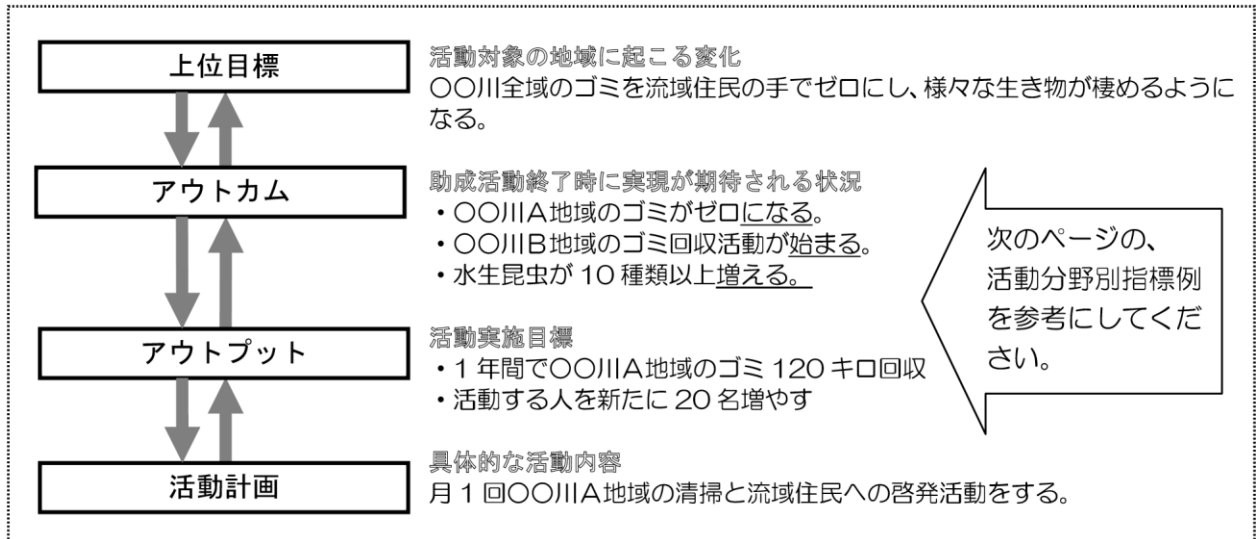 上位目標
活動対象の地域に起こる変化
〇〇川全域のゴミを流域住民の手でゼロにし、様々な生き物が棲めるように
なる。
アウトカム
助成活動終了時に実現が期待される状況
・〇〇川A地域のゴミがゼロになる。
・〇〇川B地域のゴミ回収活動が始まる。
・水生昆虫が10種類以上増える。
アウトプット
活動実施目標
・1年間で〇〇川A地域のゴミ120キロ回収
・活動する人を新たに20名増やす
活動計画
具体的な活動内容
月1回〇〇川A地域の清掃と流域住民への啓発活動をする。
次のページの、
活動分野別指標例
を参考にしてくだ
さい。